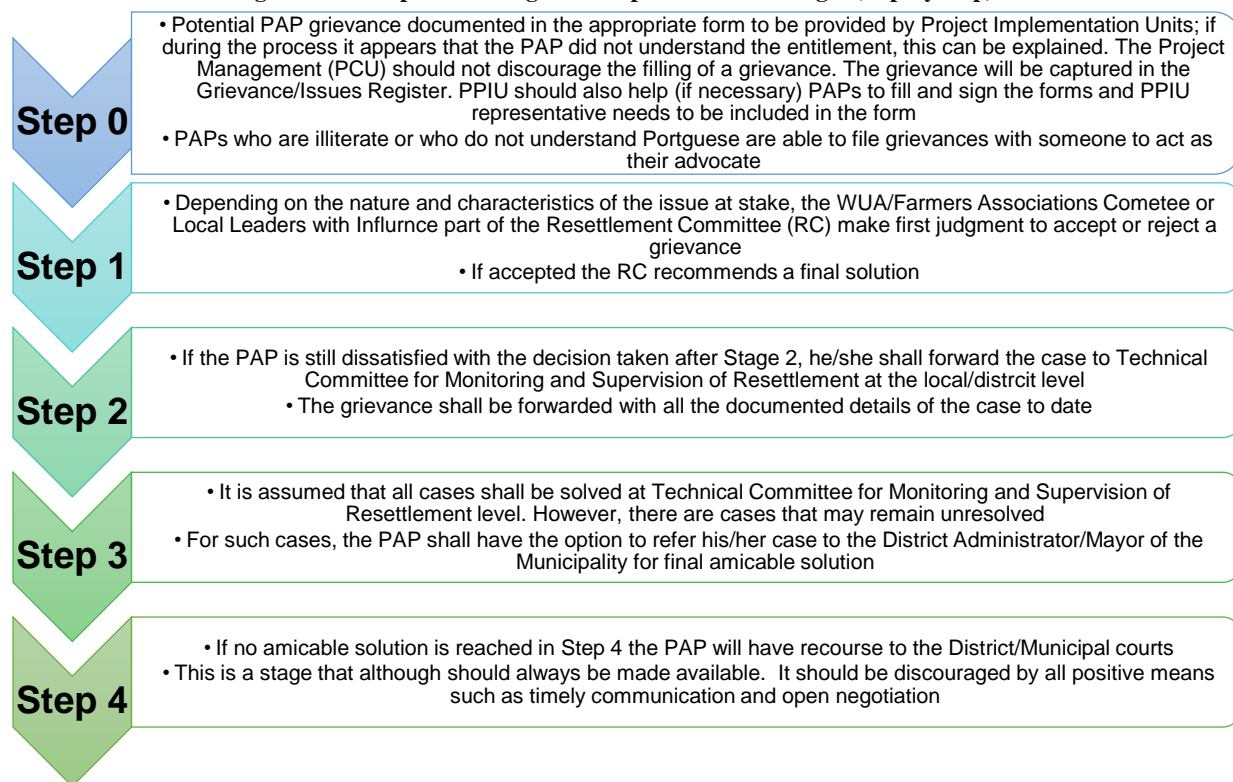 • Potential PAP grievance documented in the appropriate form to be provided by Project Implementation Units; if
during the process it appears that the PAP did not understand the entitlement, this can be explained. The Project
Management (PCU) should not discourage the filling of a grievance. The grievance will be captured in the
Grievance/Issues Register. PPIU should also help (if necessary) PAPs to fill and sign the forms and PPIU
representative needs to be included in the form
• PAPs who are illiterate or who do not understand Portguese are able to file grievances with someone to act as
their advocate
Step 0
• Depending on the nature and characteristics of the issue at stake, the WUA/Farmers Associations Cometee or
Local Leaders with Influrnce part of the Resettlement Committee (RC) make first judgment to accept or reject a
grievance
• If accepted the RC recommends a final solution
Step 1
• If the PAP is still dissatisfied with the decision taken after Stage 2, he/she shall forward the case to Technical
Committee for Monitoring and Supervision of Resettlement at the local/distrcit level
• The grievance shall be forwarded with all the documented details of the case to date
Step 2
• It is assumed that all cases shall be solved at Technical Committee for Monitoring and Supervision of
Resettlement level. However, there are cases that may remain unresolved
• For such cases, the PAP shall have the option to refer his/her case to the District Administrator/Mayor of the
Municipality for final amicable solution
Step 3
• If no amicable solution is reached in Step 4 the PAP will have recourse to the District/Municipal courts
• This is a stage that although should always be made available. It should be discouraged by all positive means
such as timely communication and open negotiation
Step 4